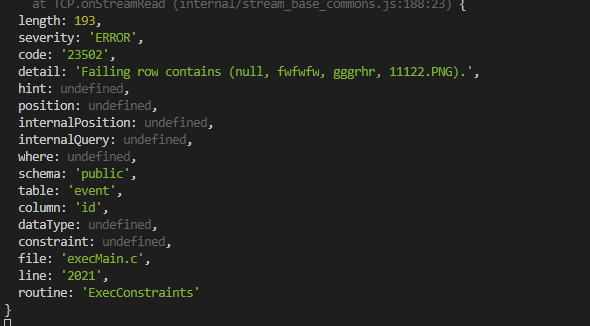 at TCP.onStreamRead (internal/stream_base_commons.js:188:23) {
length: 193,
severity: 'ERROR',
code: '23502',
detail: 'Failing row contains (null, fwfwfw, gggrhr, 11122.PNG).',
hint: undefined,
position: undefined,
internalPosition: undefined,
internalQuery: undefined,
where: undefined,
schema: 'public',
table: 'event',
column: 'id',
dataType: undefined,
constraint: undefined,
file: 'execMain.c',
line: '2021',
routine: 'ExecConstraints'
}